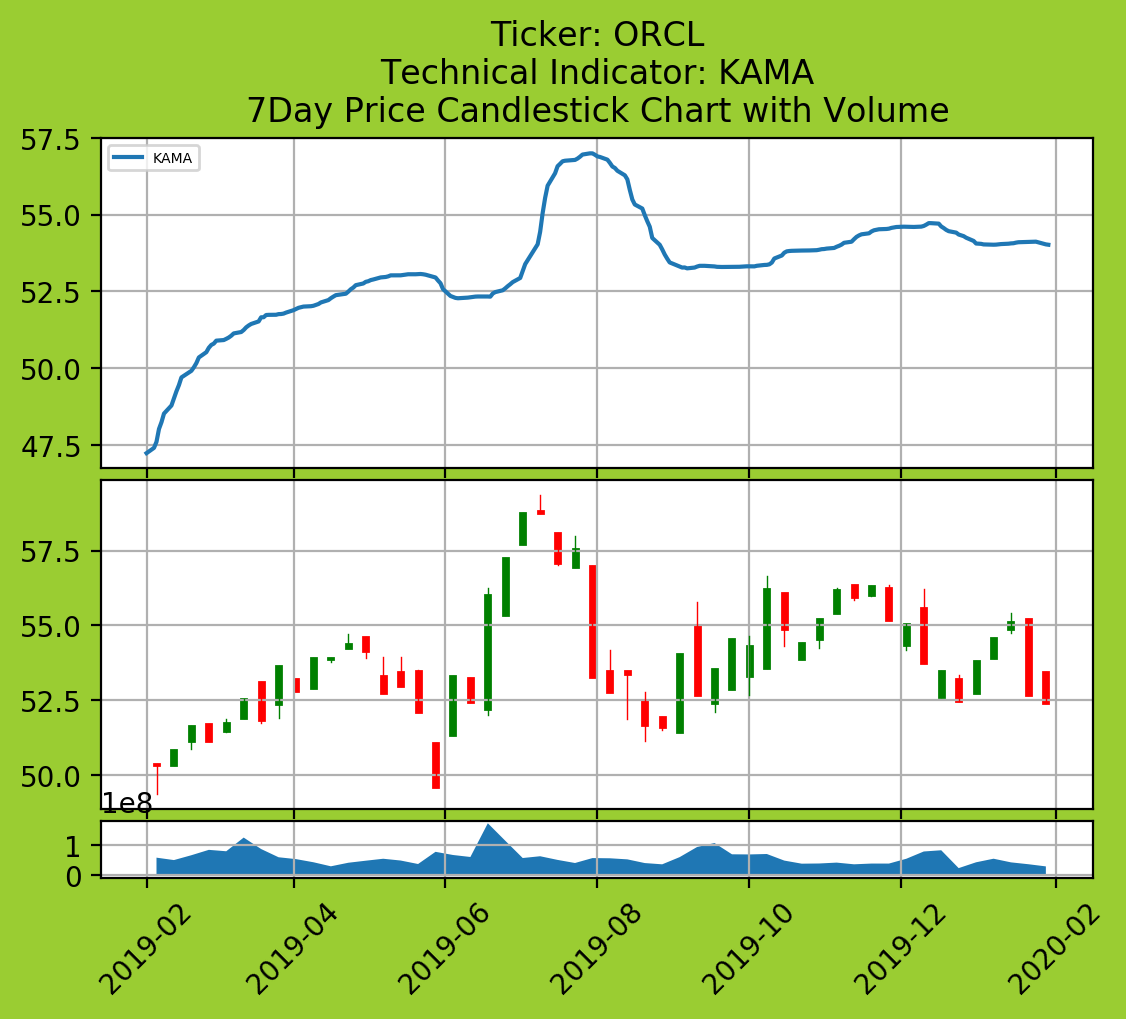 Ticker: ORCL
Technical Indicator: KAMA
7Day Price Candlestick Chart with Volume
57.5
KAMA
55.0
52.5
50.0
47.5
57.5
55.0
52.5
50.0
1e8
1
0
2019-02 2019-04 2019-06 2019-08 2019-10 2019-12 2020-02